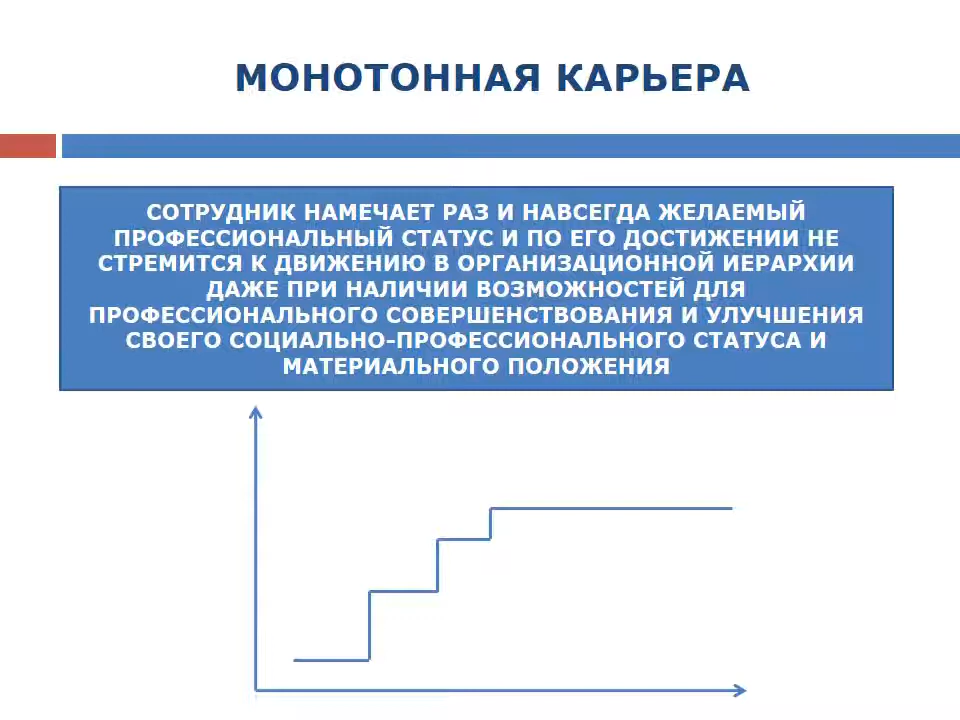 МОНОТОННАЯ КАРЬЕРА
СОТРУДНИК НАМЕЧАЕТ РАЗ И НАВСЕГДА ЖЕЛАЕМЫЙ
ПРОФЕССИОНАЛЬНЫЙ СТАТУС И ПО ЕГО ДОСТИЖЕНИИ НЕ
СТРЕМИТСЯ К ДВИЖЕНИЮ В ОРГАНИЗАЦИОННОЙ ИЕРАРХИИ
ДАЖЕ ПРИ НАЛИЧИИ ВОЗМОЖНОСТЕЙ ДЛЯ
ПРОФЕССИОНАЛЬНОГО СОВЕРШЕНСТВОВАНИЯ И УЛУЧШЕНИЯ
СВОЕГО СОЦИАЛЬНО-ПРОФЕССИОНАЛЬНОГО СТАТУСА И
МАТЕРИАЛЬНОГО ПОЛОЖЕНИЯ